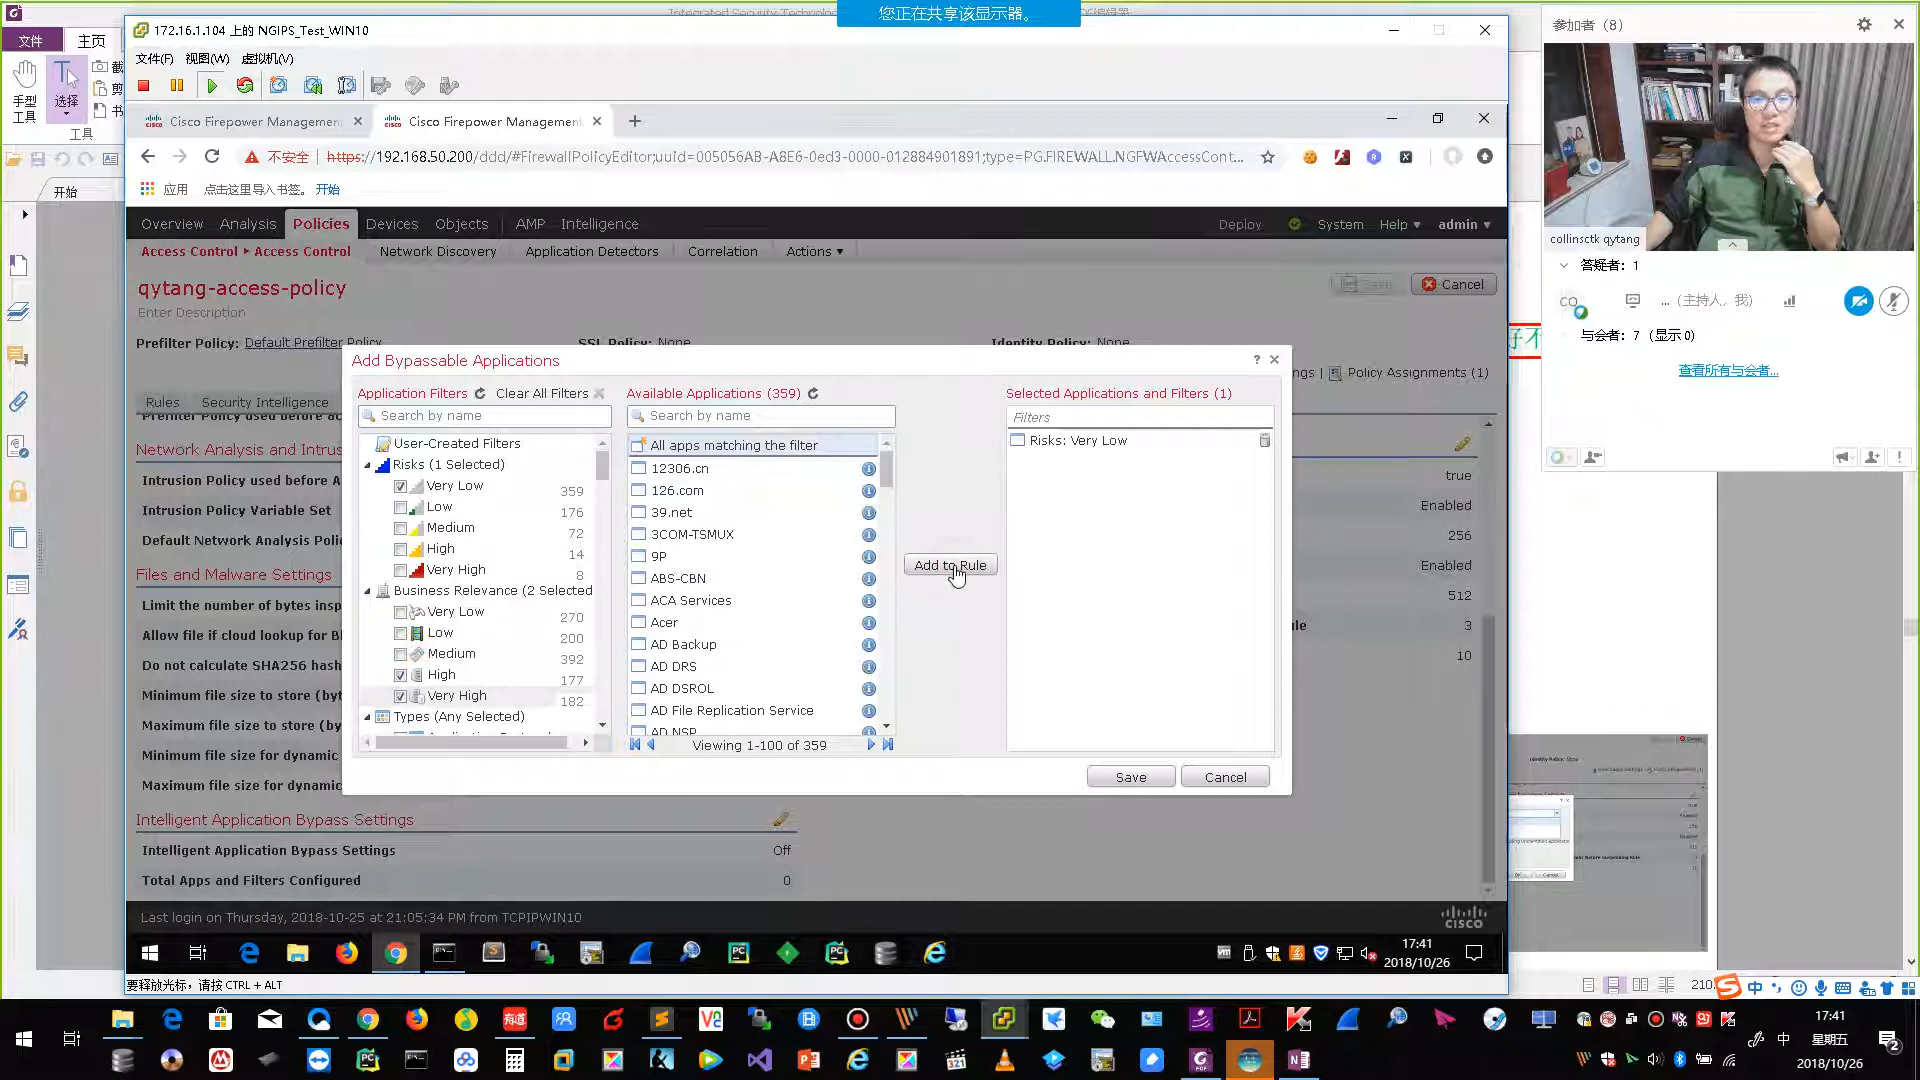 您正在共享该显示器。
文件
主页
手型
工具
选择
工具
开始
172.16.1.104 上的 NGIPS_Test_WIN10
文件(F) 视图(W) 虚拟机(V)
Cisco Firepower Management
Cisco Firepower Management
不安全 | https://192.168.50.200/ddd/#FirewallPolicyEditor;uuid=005056AB-A8E6-0ed3-0000-012884901891;type=PG.FIREWALL.NGFWAccessCont...
应用 点击这里导入书签。 开始
Overview Analysis Policies Devices Objects AMP Intelligence
Deploy System Help admin
Access Control Access Control Network Discovery Application Detectors Correlation Actions
qytang-access-policy
Enter Description
Save
Cancel
Prefilter Policy: Default Prefilter Policy
SSL Policy: None
Identity Policy: None
Policy Assignments (1)
Rules Security Intelligence
Network Analysis and Intrus
Intrusion Policy used before A
true
Intrusion Policy Variable Set
Enabled
Default Network Analysis Poli
256
Files and Malware Settings
Enabled
Limit the number of bytes insp
512
Allow file if cloud lookup for Bl
3
Do not calculate SHA256 hash
10
Minimum file size to store (byt
Maximum file size to store (by
Minimum file size for dynamic
Maximum file size for dynamic
Intelligent Application Bypass Settings
Intelligent Application Bypass Settings Off
Total Apps and Filters Configured 0
Last login on Thursday, 2018-10-25 at 21:05:34 PM from TCPIPWIN10
CISCO
Add Bypassable Applications
Application Filters Clear All Filters
Search by name
User-Created Filters
Risks (1 Selected)
Very Low 359
Low 176
Medium 72
High 14
Very High 8
Business Relevance (2 Selected
Very Low 270
Low 200
Medium 392
High 177
Very High 182
Types (Any Selected)
Available Applications (359)
Search by name
All apps matching the filter
12306.cn
126.com
39.net
3COM-TSMUX
9P
ABS-CBN
ACA Services
Acer
AD Backup
AD DRS
AD DSROL
AD File Replication Service
AD NSP
Viewing 1-100 of 359
Add to Rule
Selected Applications and Filters (1)
Filters
Risks: Very Low
Save
Cancel
17:41
2018/10/26
要释放光标，请按 CTRL + ALT
参加者 (8)
collinsctk qytang
答疑者: 1
CQ ... (主持人, 我)
与会者: 7 (显示 0)
查看所有与会者...
中
17:41
星期五
2018/10/26